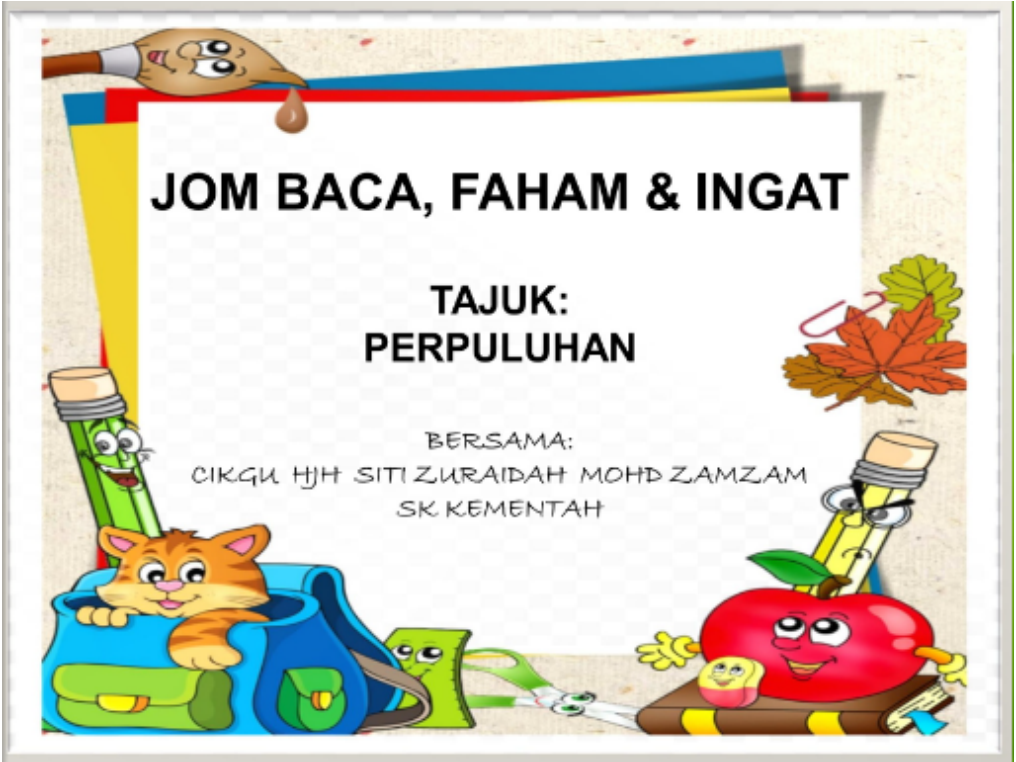 JOM BACA, FAHAM & INGAT
TAJUK:
PERPULUHAN
BERSAMA:
CIKGU HJH SITI ZURAIDAH MOHD ZAMZAM
SK KEMENTAH